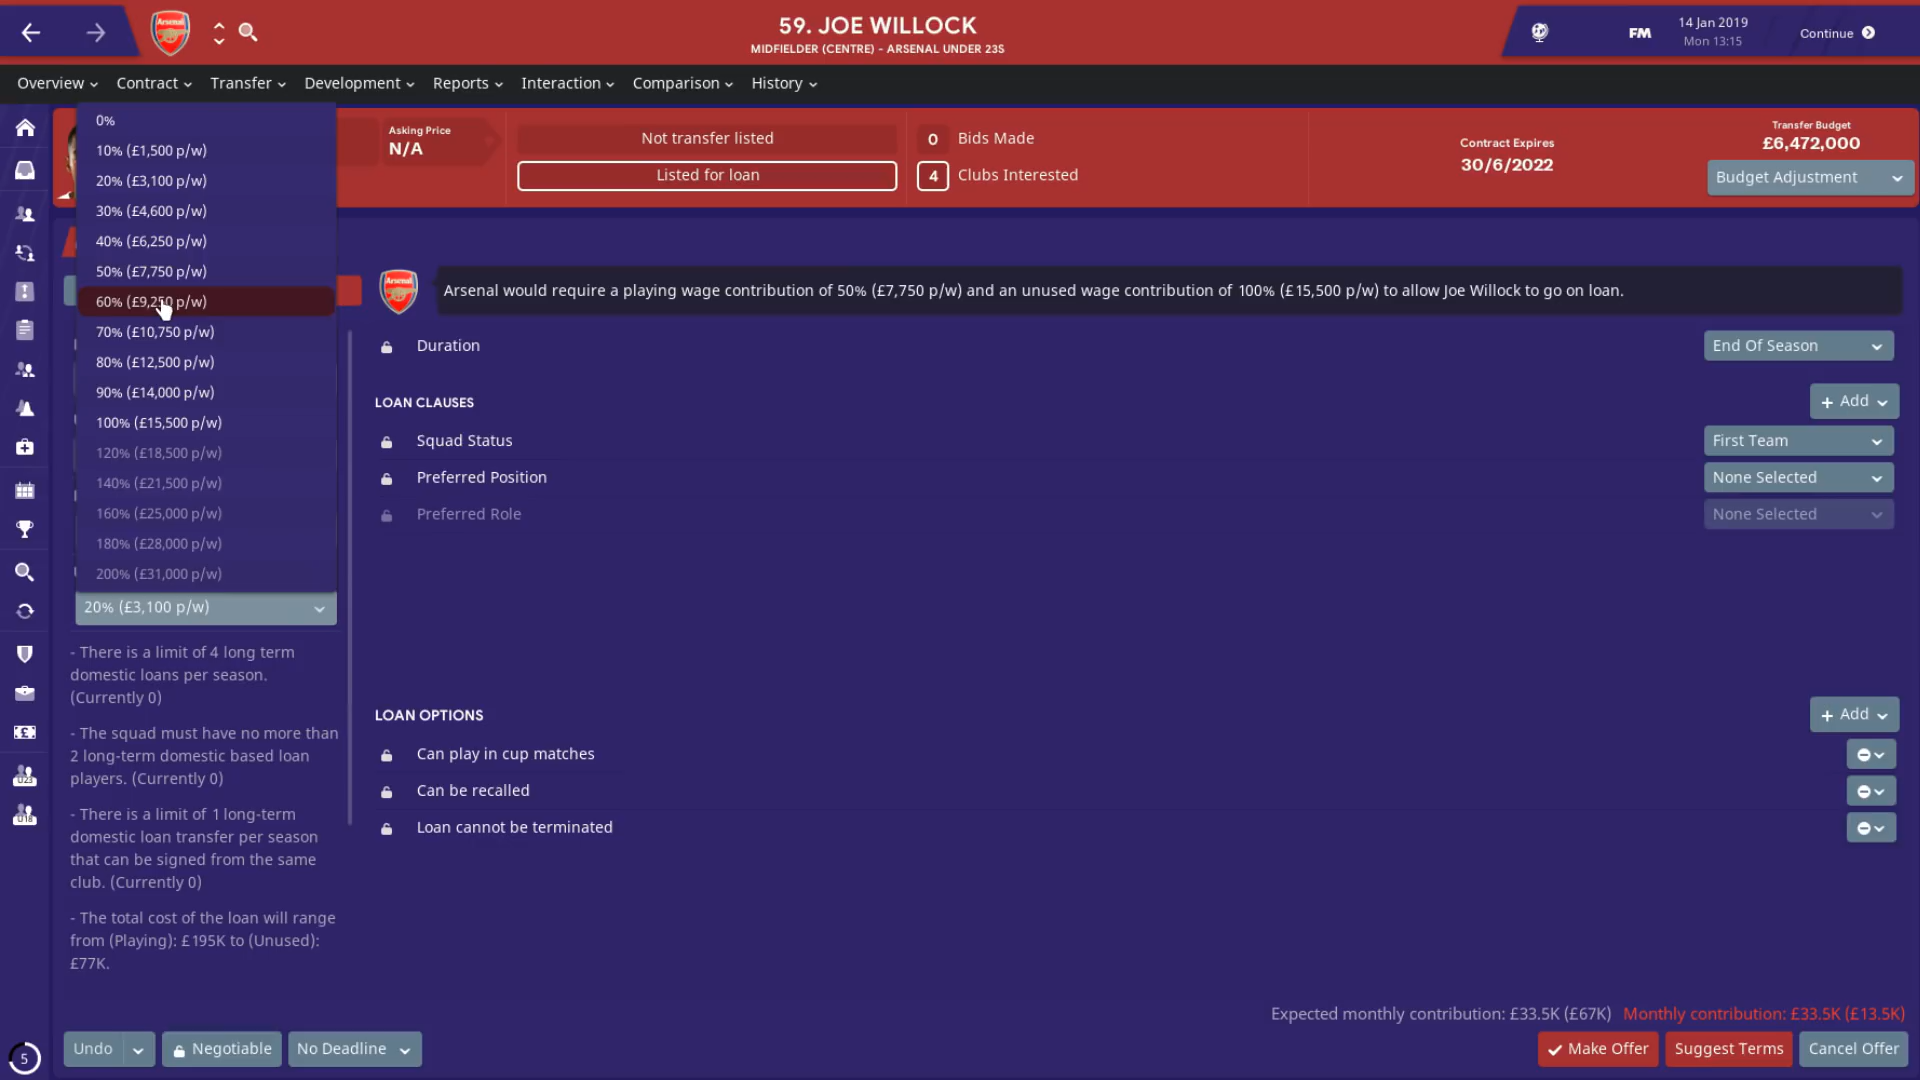 59. JOE WILLOCK
MIDFIELDER (CENTRE) - ARSENAL UNDER 23S
Arsenal
FM
14 Jan 2019
Mon 13:15
Continue
Overview
Contract
Transfer
Development
Reports
Interaction
Comparison
History
0%
10% (£1,500 p/w)
20% (£3,100 p/w)
30% (£4,600 p/w)
40% (£6,250 p/w)
50% (£7,750 p/w)
60% (£9,250 p/w)
70% (£10,750 p/w)
80% (£12,500 p/w)
90% (£14,000 p/w)
100% (£15,500 p/w)
120% (£18,500 p/w)
140% (£21,500 p/w)
160% (£25,000 p/w)
180% (£28,000 p/w)
200% (£31,000 p/w)
20% (£3,100 p/w)
Asking Price
N/A
Not transfer listed
Listed for loan
0 Bids Made
4 Clubs Interested
Contract Expires
30/6/2022
Transfer Budget
£6,472,000
Budget Adjustment
Arsenal
Arsenal would require a playing wage contribution of 50% (£7,750 p/w) and an unused wage contribution of 100% (£15,500 p/w) to allow Joe Willock to go on loan.
Duration
End Of Season
LOAN CLAUSES
+ Add
Squad Status
First Team
Preferred Position
None Selected
Preferred Role
None Selected
- There is a limit of 4 long term
domestic loans per season.
(Currently 0)
- The squad must have no more than
2 long-term domestic based loan
players. (Currently 0)
- There is a limit of 1 long-term
domestic loan transfer per season
that can be signed from the same
club. (Currently 0)
- The total cost of the loan will range
from (Playing): £195K to (Unused):
£77K.
LOAN OPTIONS
+ Add
Can play in cup matches
Can be recalled
Loan cannot be terminated
Expected monthly contribution: £33.5K (£67K)
Monthly contribution: £33.5K (£13.5K)
U23
U18
5
Undo
Negotiable
No Deadline
Make Offer
Suggest Terms
Cancel Offer